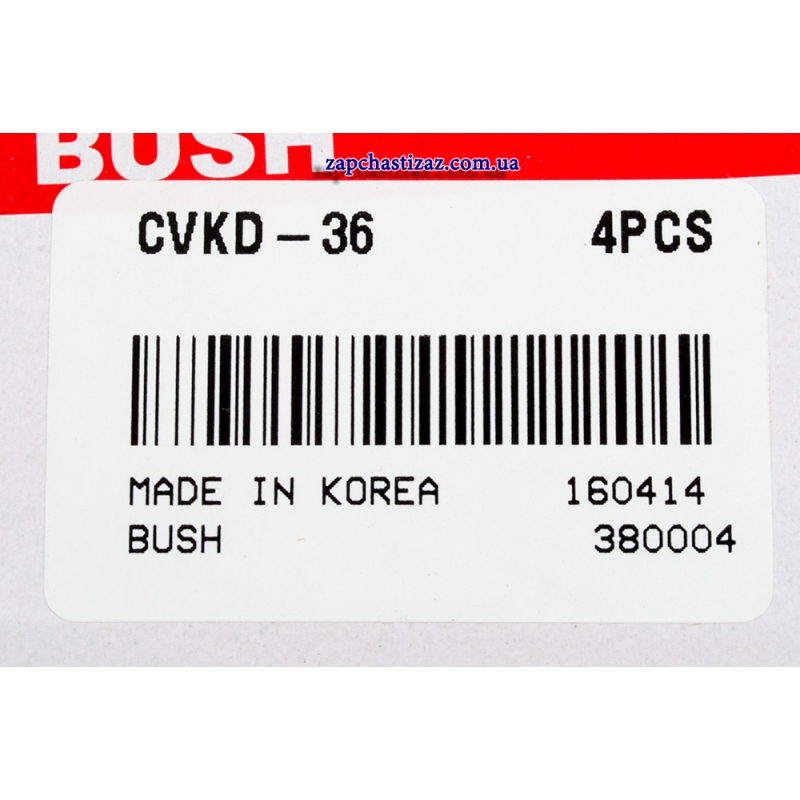 BUSH
zapchastizaz.com.ua
CVKD-36 4PCS
MADE IN KOREA 160414
BUSH 380004